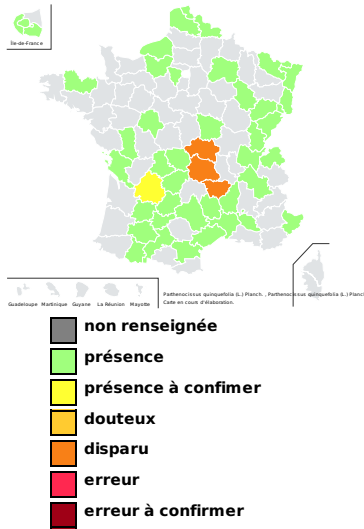 Île-de-France
Guadeloupe Martinique Guyane La Réunion Mayotte
Parthenocissus quinquefolia (L.) Planch. , Parthenocissus quinquefolia (L.) Planch
Carte en cours d'élaboration.
non renseignée
présence
présence à confimer
douteux
disparu
erreur
erreur à confirmer